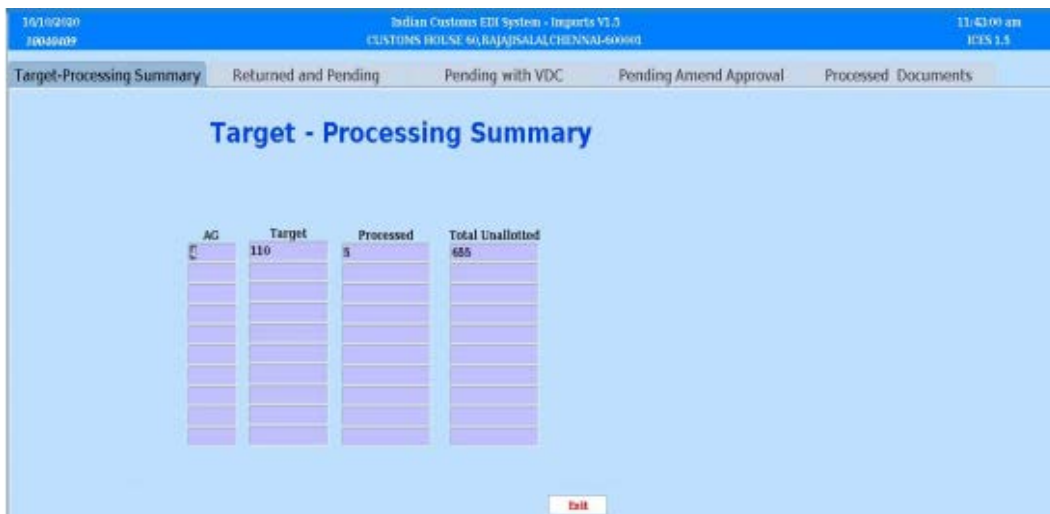 16/10/2020 Indian Customs EDI System - Imports V1.5 11:43:00 am
CUSTOMS HOUSE 60,RAJAJISALAI,CHENNAI-600001 ICES 1.5
Target-Processing Summary Returned and Pending Pending with VDC Pending Amend Approval Processed Documents
Target - Processing Summary
AG Target Processed Total Unallotted
110 5 655
Exit